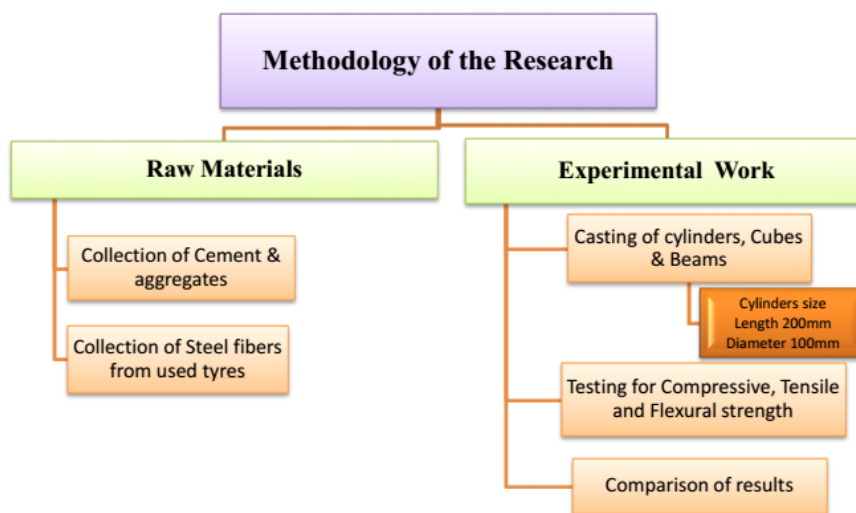 Methodology of the Research
Raw Materials
Collection of Cement &
aggregates
Collection of Steel fibers
from used tyres
Experimental Work
Casting of cylinders, Cubes
& Beams
Cylinders size
Length 200mm
Diameter 100mm
Testing for Compressive, Tensile
and Flexural strength
Comparison of results